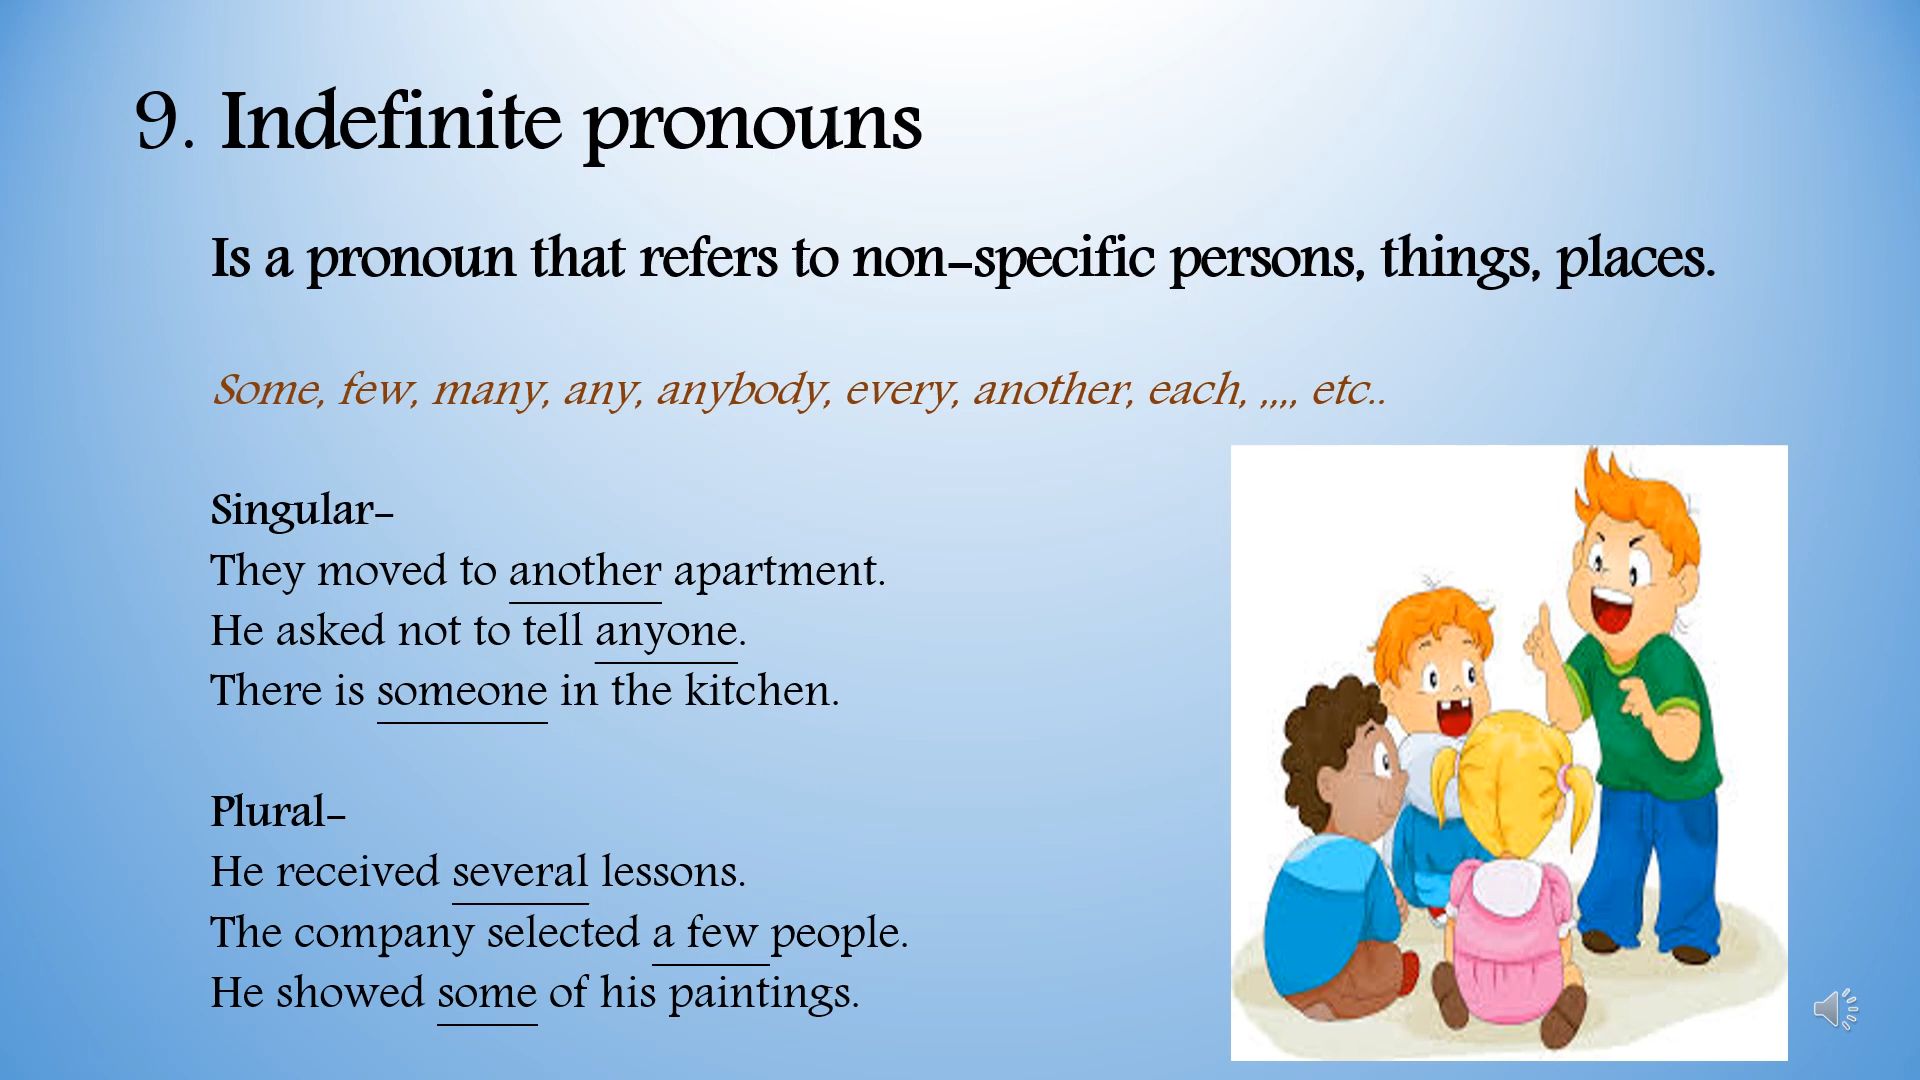 9. Indefinite pronouns
Is a pronoun that refers to non-specific persons, things, places.
Some, few, many, any, anybody, every, another, each, ,,,, etc..
Singular-
They moved to another apartment.
He asked not to tell anyone.
There is someone in the kitchen.
Plural-
He received several lessons.
The company selected a few people.
He showed some of his paintings.